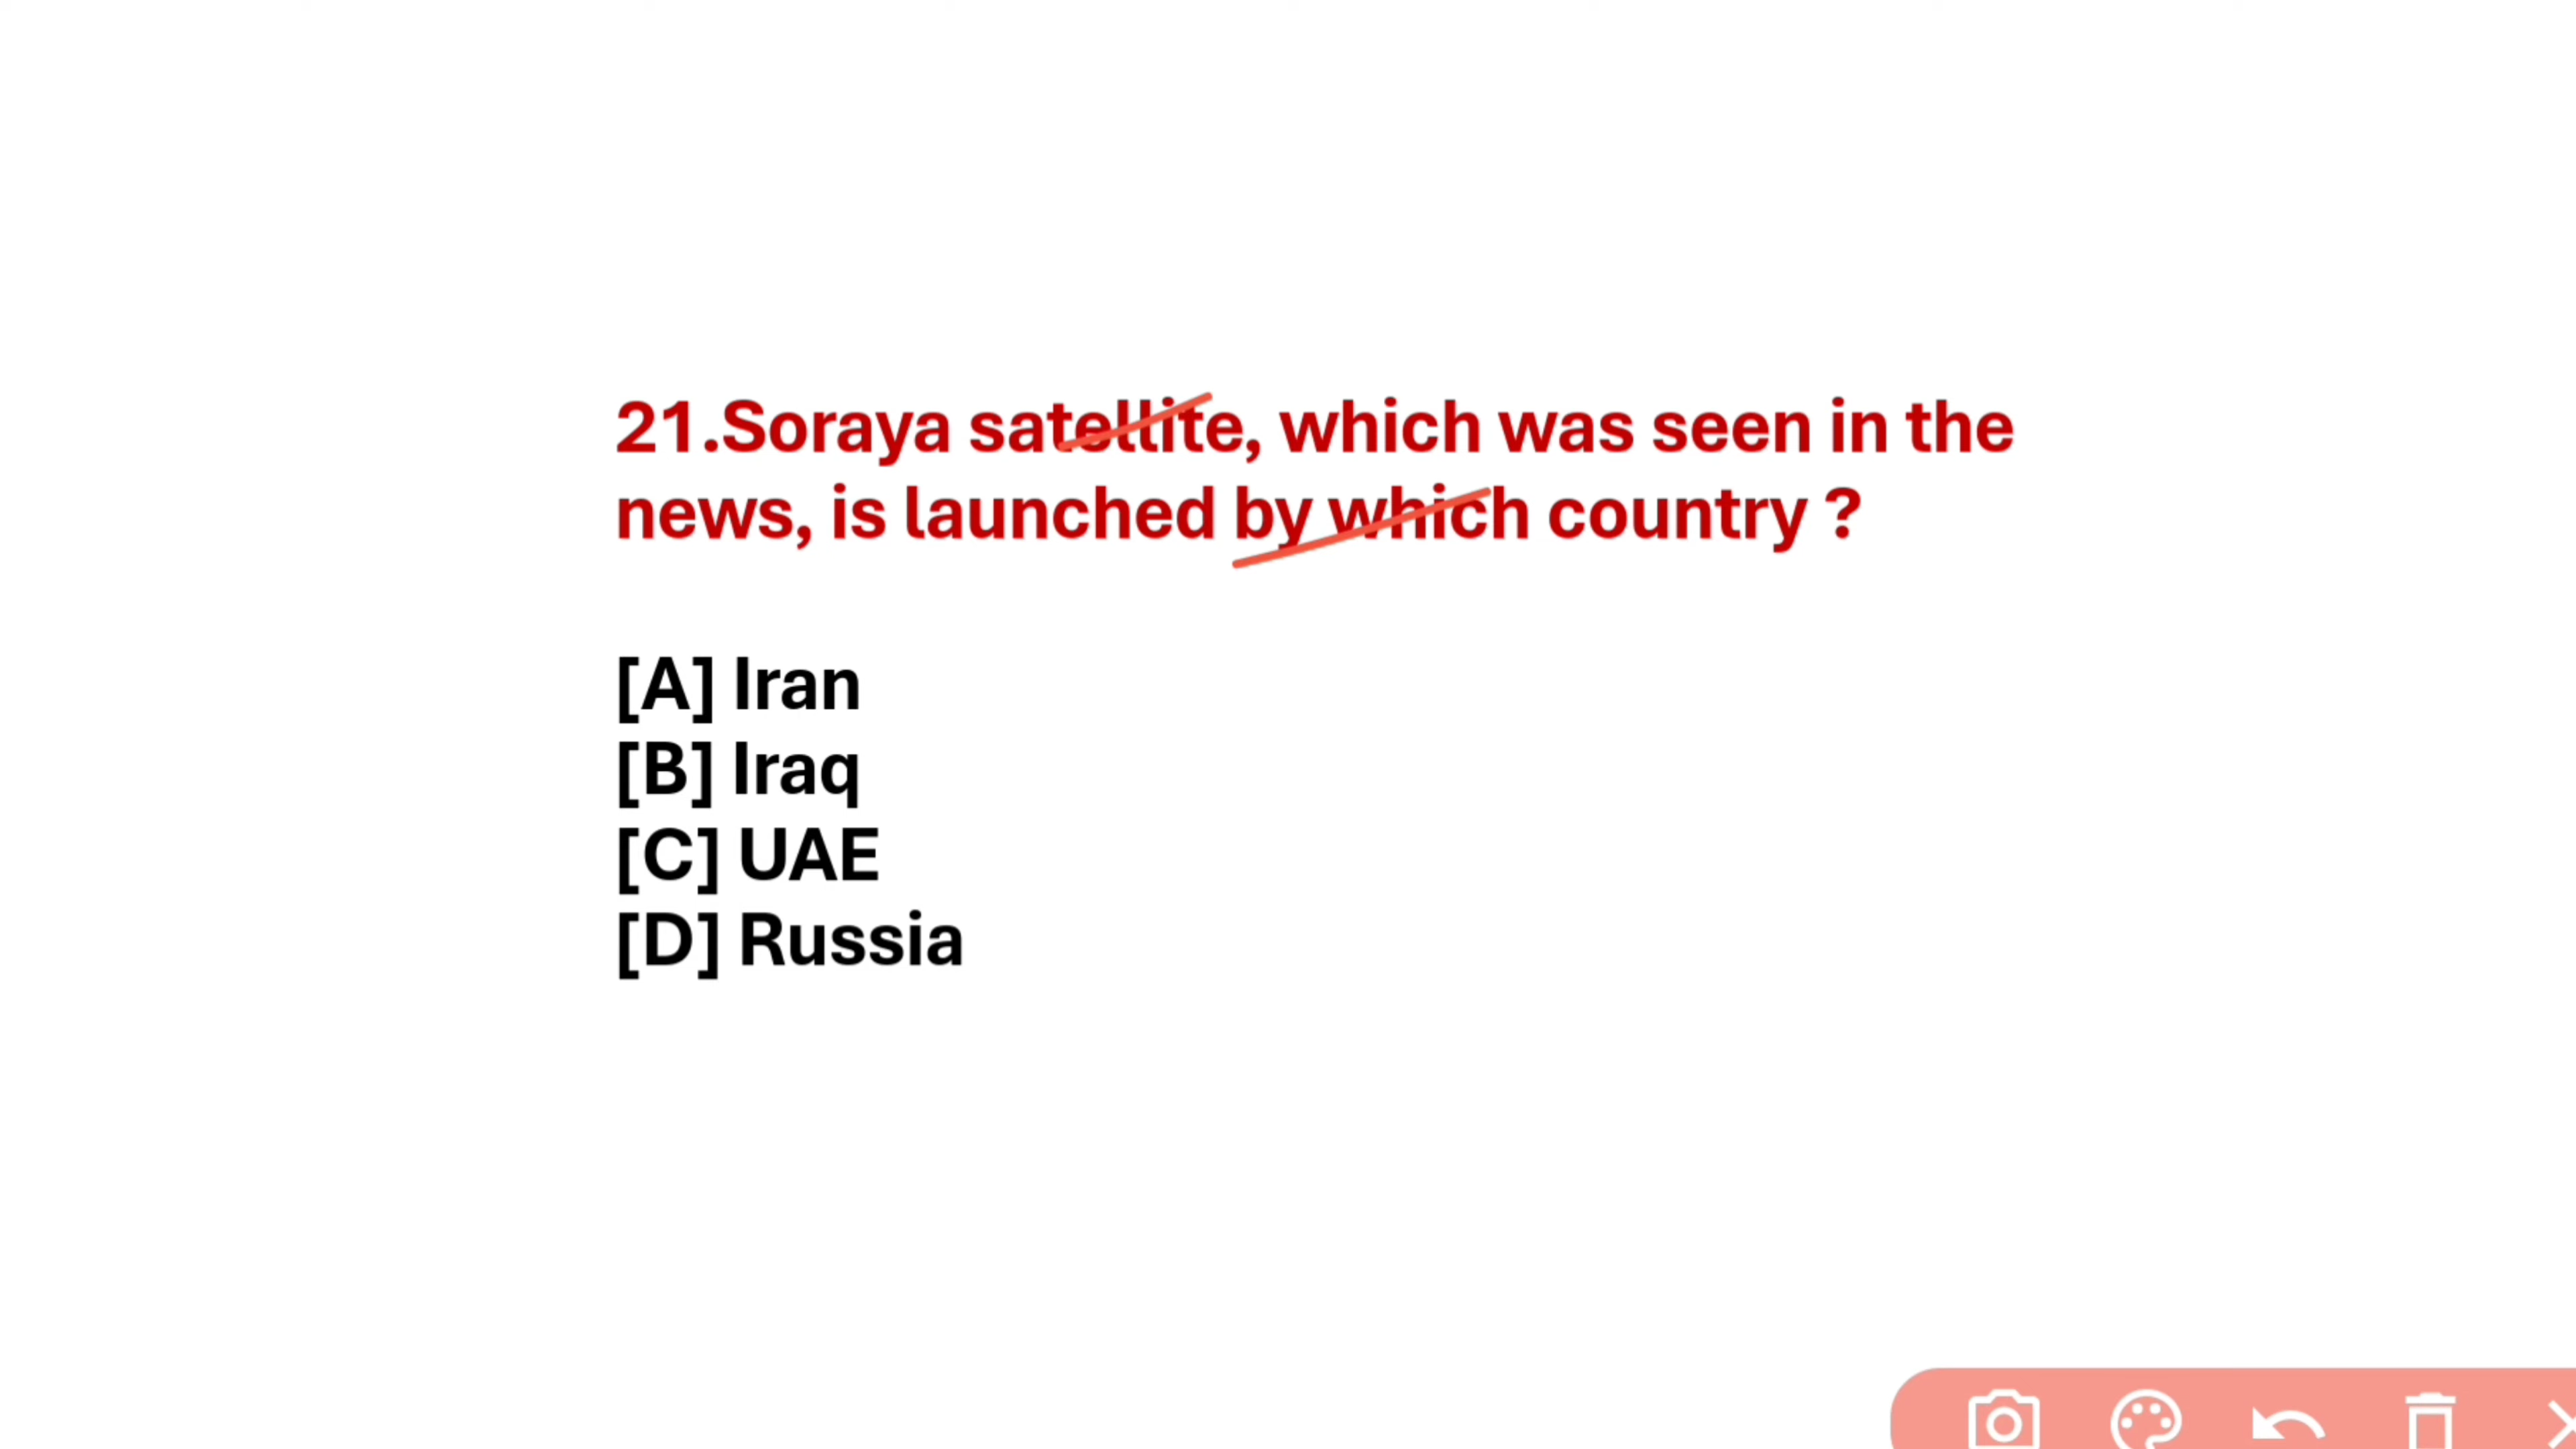 21.Soraya satellite, which was seen in the
news, is launched by which country ?
[A] Iran
[B] Iraq
[C] UAE
[D] Russia